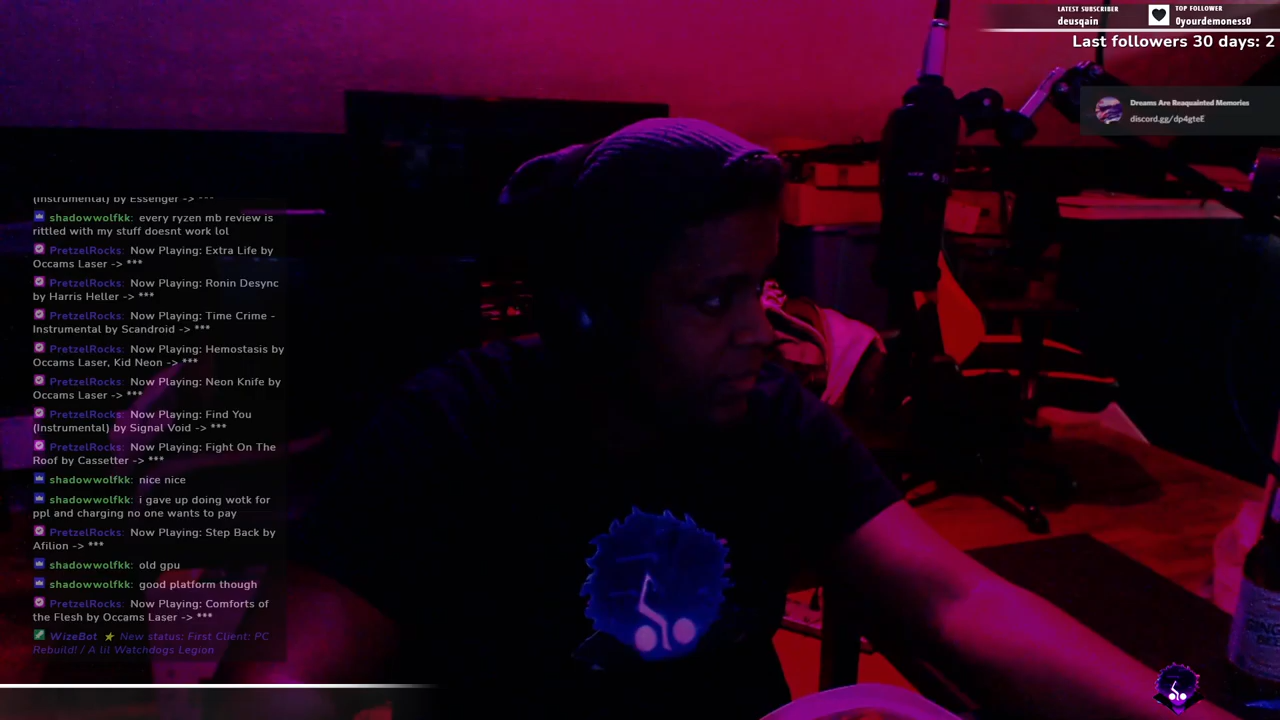 LATEST SUBSCRIBER
deusqain
TOP FOLLOWER
0yourdemoness0
Last followers 30 days: 2
Dreams Are Reaquainted Memories
discord.gg/dp4gteE
(Instrumental) by Essenger -> ***
shadowwolfkk: every ryzen mb review is
rittled with my stuff doesnt work lol
PretzelRocks: Now Playing: Extra Life by
Occams Laser -> ***
PretzelRocks: Now Playing: Ronin Desync
by Harris Heller -> ***
PretzelRocks: Now Playing: Time Crime -
Instrumental by Scandroid -> ***
PretzelRocks: Now Playing: Hemostasis by
Occams Laser, Kid Neon -> ***
PretzelRocks: Now Playing: Neon Knife by
Occams Laser -> ***
PretzelRocks: Now Playing: Find You
(Instrumental) by Signal Void -> ***
PretzelRocks: Now Playing: Fight On The
Roof by Cassetter -> ***
shadowwolfkk: nice nice
shadowwolfkk: i gave up doing wotk for
ppl and charging no one wants to pay
PretzelRocks: Now Playing: Step Back by
Afilion -> ***
shadowwolfkk: old gpu
shadowwolfkk: good platform though
PretzelRocks: Now Playing: Comforts of
the Flesh by Occams Laser -> ***
WizeBot ★ New status: First Client: PC
Rebuild! / A lil Watchdogs Legion